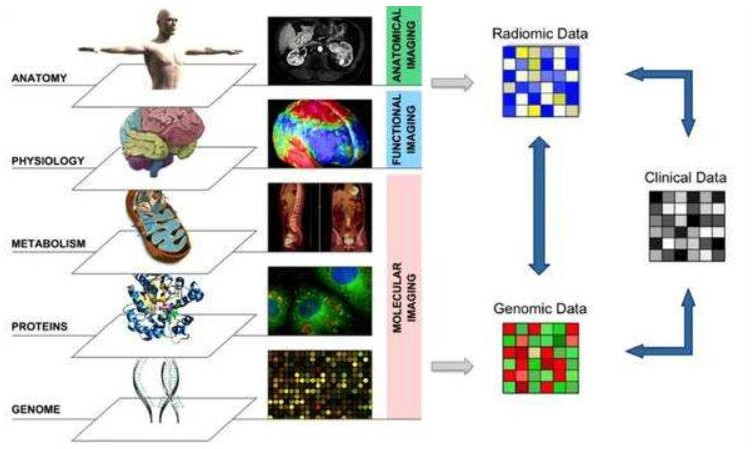 ANATOMY
ANATOMICAL
IMAGING
PHYSIOLOGY
FUNCTIONAL
IMAGING
METABOLISM
PROTEINS
GENOME
MOLECULAR
IMAGING
Radiomic Data
Clinical Data
Genomic Data